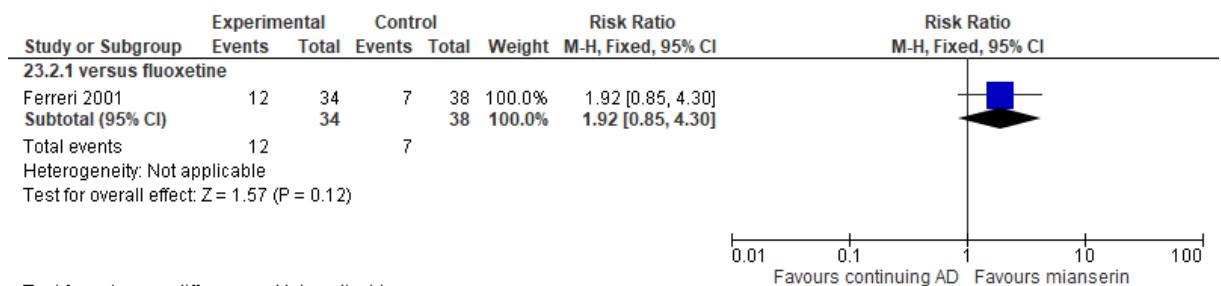 Experimental Control Risk Ratio Risk Ratio
Study or Subgroup Events Total Events Total Weight M-H, Fixed, 95% CI M-H, Fixed, 95% CI
23.2.1 versus fluoxetine
Ferreri 2001 12 34 7 38 100.0% 1.92 [0.85, 4.30]
Subtotal (95% CI) 34 38 100.0% 1.92 [0.85, 4.30]
Total events 12 7
Heterogeneity: Not applicable
Test for overall effect: Z = 1.57 (P = 0.12)
0.01 0.1 1 10 100
Favours continuing AD Favours mianserin